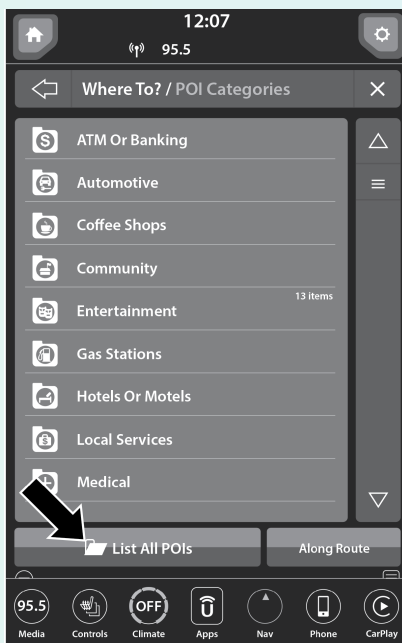 12:07
95.5
Where To? / POI Categories
ATM Or Banking
Automotive
Coffee Shops
Community
13 items
Entertainment
Gas Stations
Hotels Or Motels
Local Services
Medical
List All POIs
Along Route
95.5
OFF
Media
Controls
Climate
Apps
Nav
Phone
CarPlay